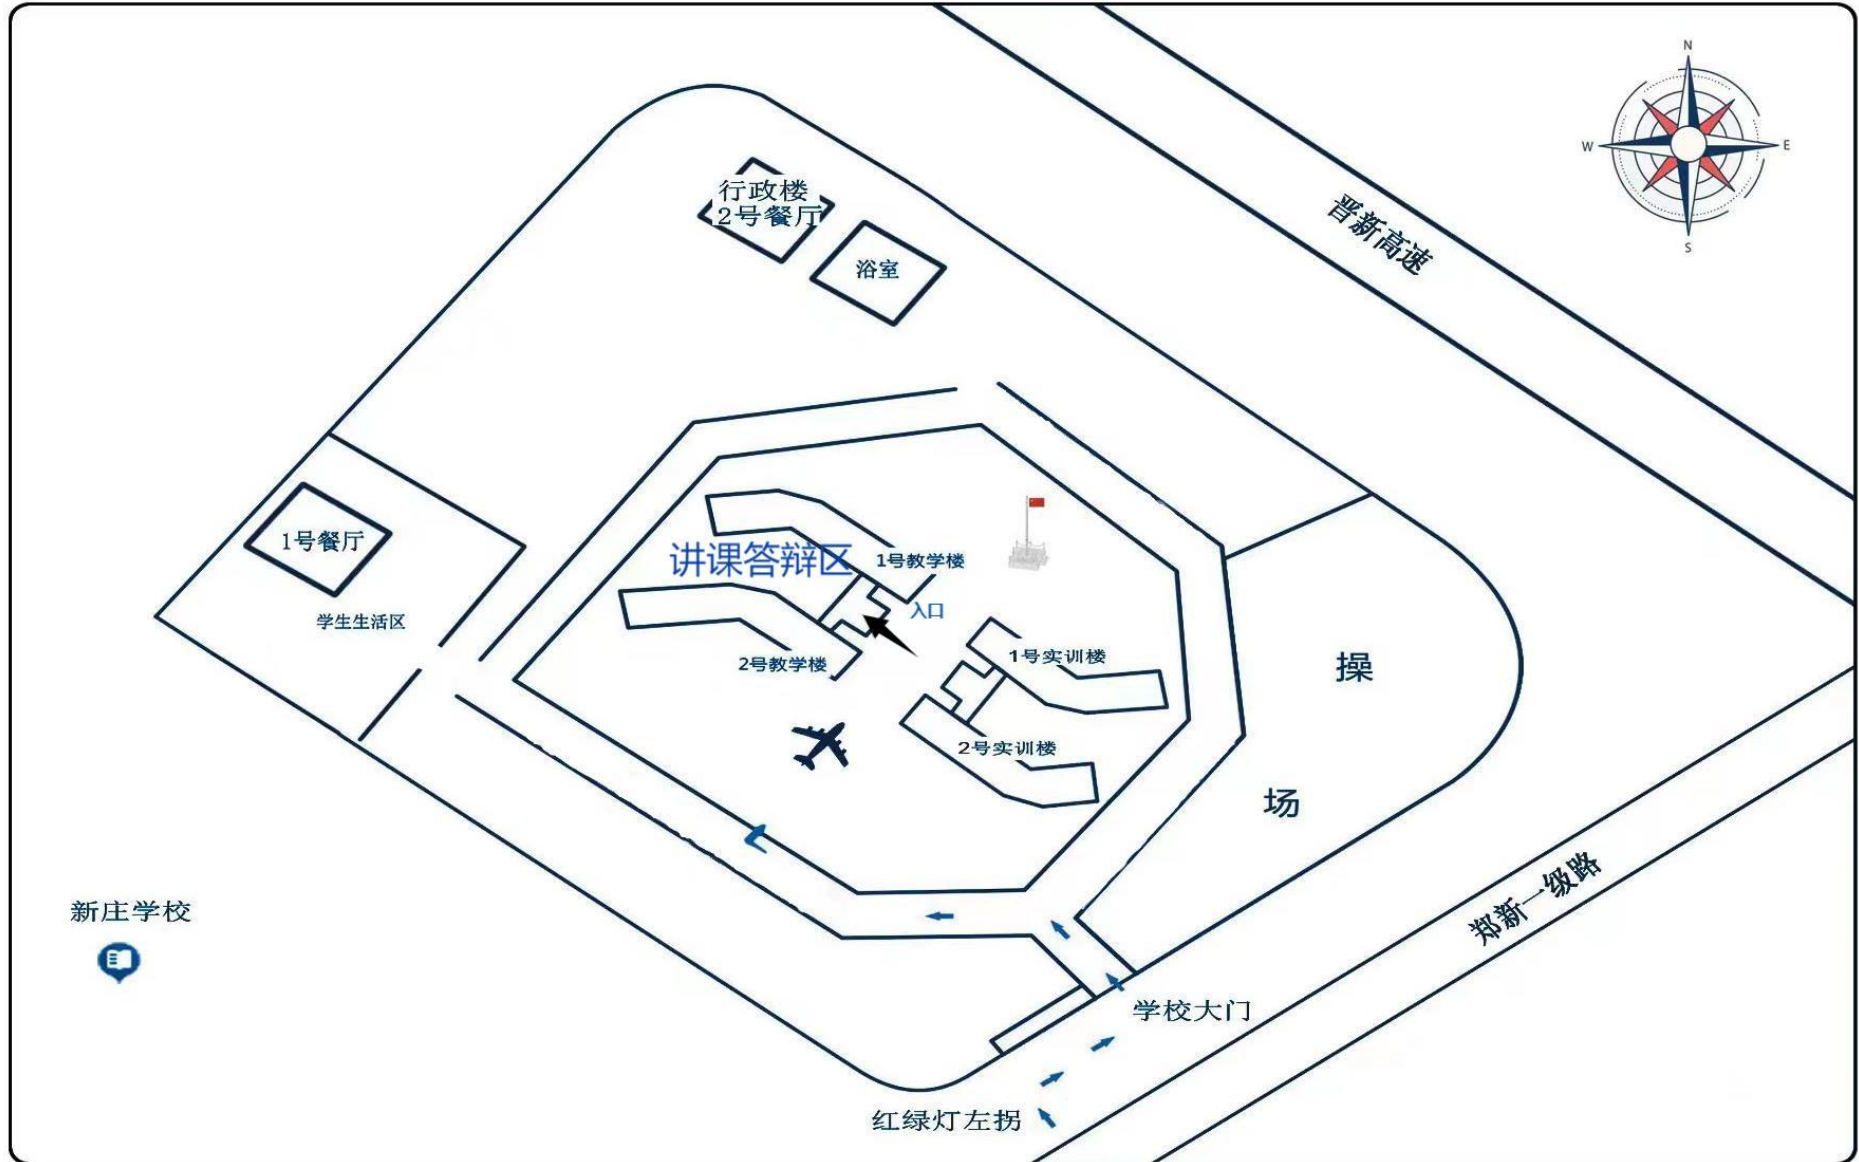 N
W
E
S
晋新高速
行政楼
2号餐厅
浴室
1号餐厅
学生生活区
讲课答辩区
1号教学楼
入口
2号教学楼
1号实训楼
2号实训楼
操
场
郑新一级路
新庄学校
学校大门
红绿灯左拐